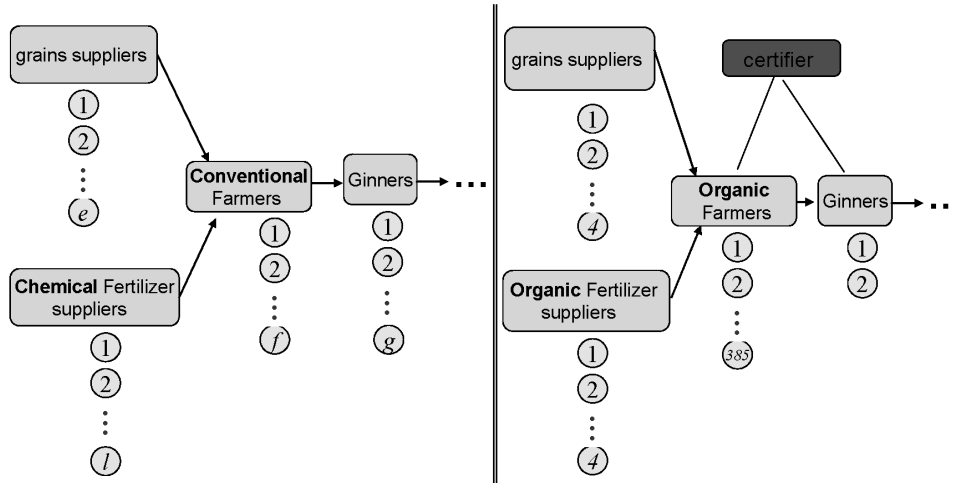 grains suppliers
1
2
e
Conventional
Farmers
1
2
f
Ginners
1
2
g
...
Chemical Fertilizer
suppliers
1
2
l
grains suppliers
1
2
4
certifier
Organic
Farmers
1
2
385
Ginners
1
2
..
Organic Fertilizer
suppliers
1
2
4